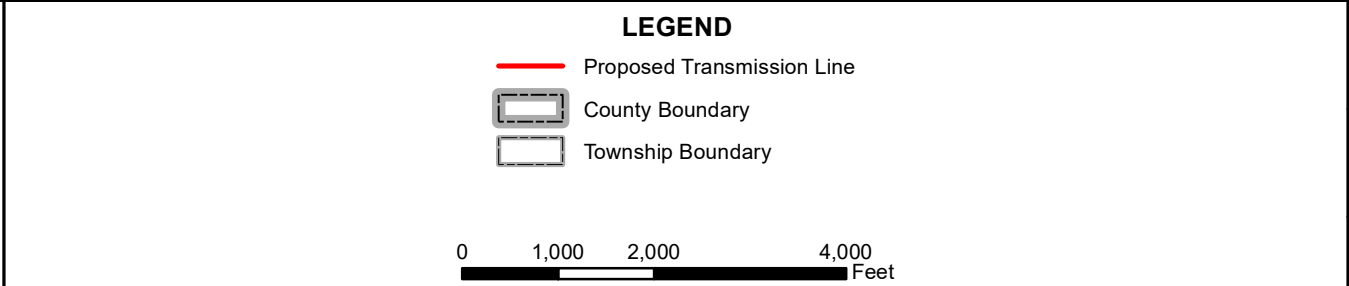 LEGEND
Proposed Transmission Line
County Boundary
Township Boundary
0 1,000 2,000 4,000
Feet